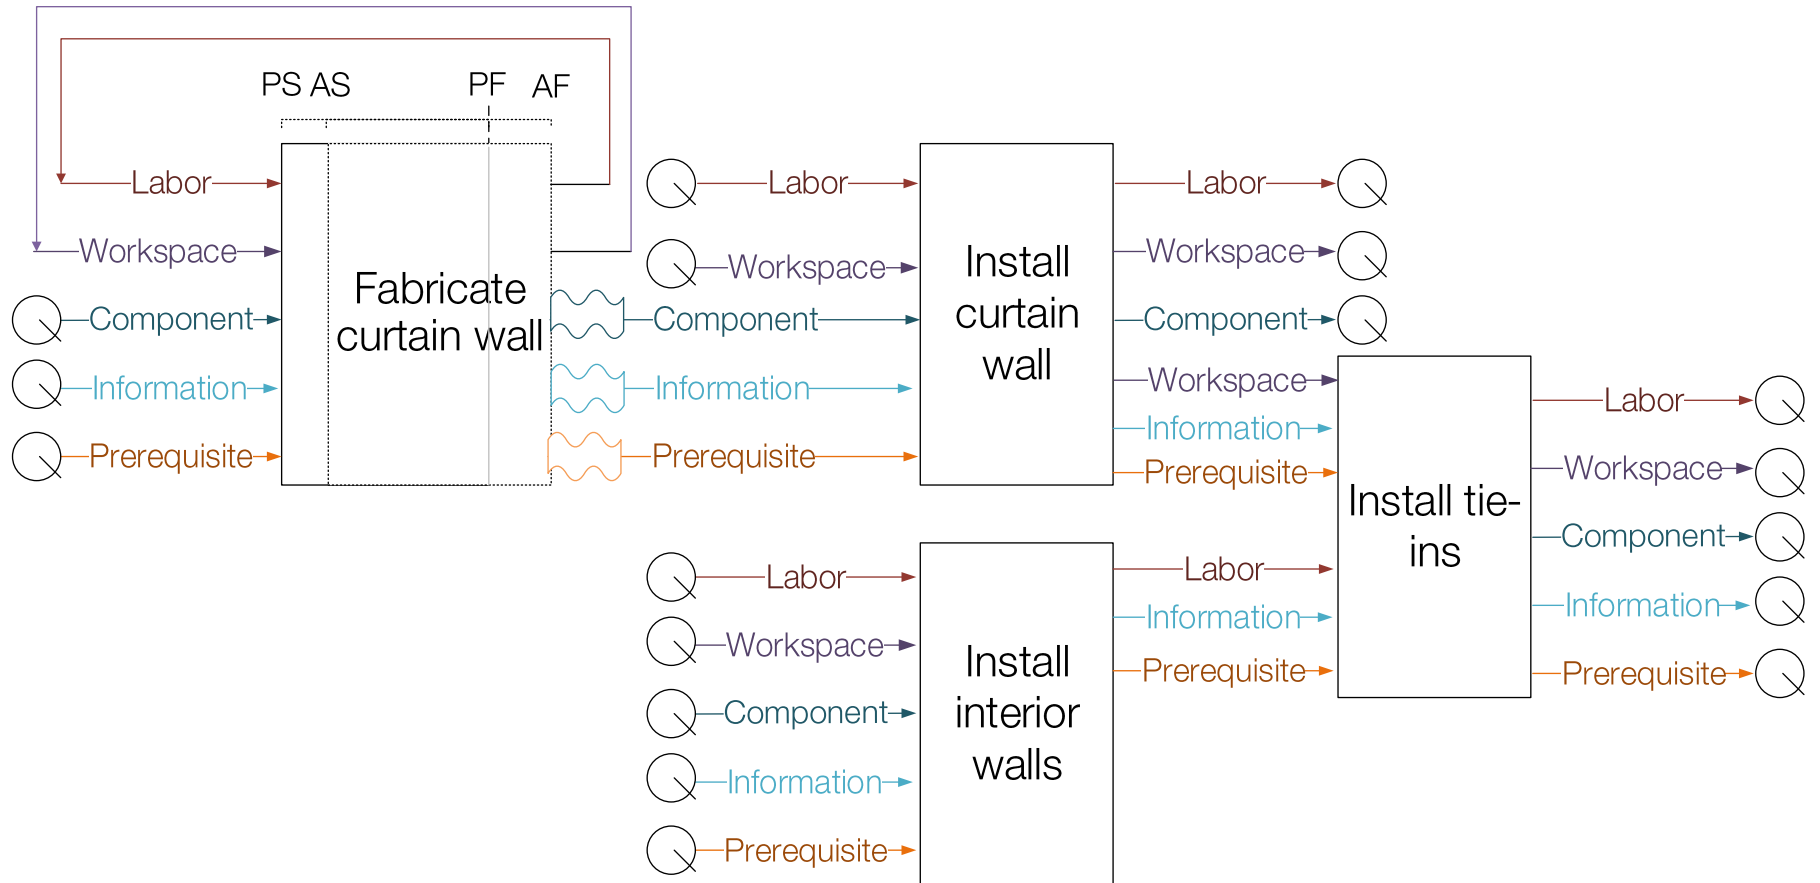 PS AS PF AF
Labor
Workspace
Component
Information
Prerequisite
Fabricate
curtain wall
Component
Information
Prerequisite
Labor
Workspace
Install
curtain
wall
Labor
Workspace
Component
Workspace
Information
Prerequisite
Labor
Workspace
Component
Information
Prerequisite
Install
interior
walls
Labor
Information
Prerequisite
Install tie-
ins
Labor
Workspace
Component
Information
Prerequisite